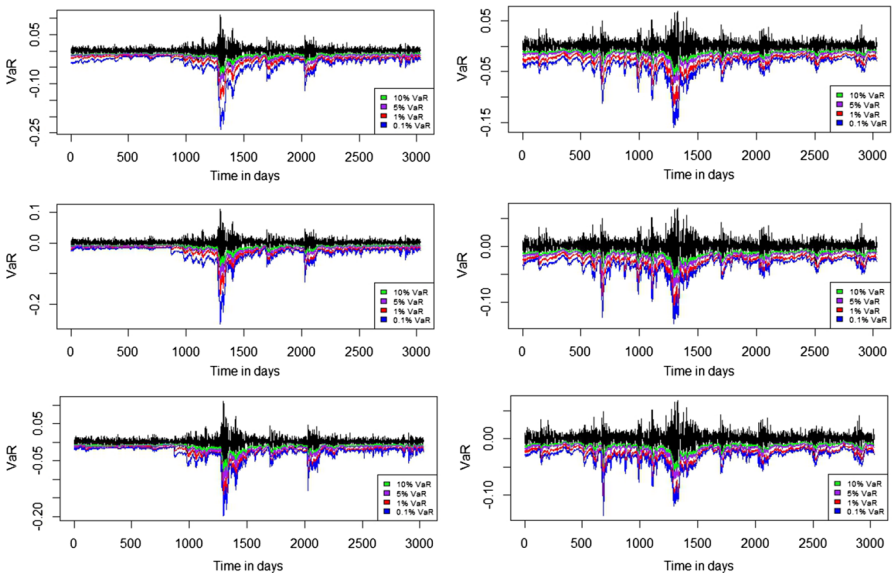 VaR
0.05
-0.05
-0.10
-0.25
10% VaR
5% VaR
1% VaR
0.1% VaR
0 500 1000 1500 2000 2500 3000
Time in days
VaR
0.05
-0.05
-0.15
10% VaR
5% VaR
1% VaR
0.1% VaR
0 500 1000 1500 2000 2500 3000
Time in days
VaR
0.1
0.0
-0.2
10% VaR
5% VaR
1% VaR
0.1% VaR
0 500 1000 1500 2000 2500 3000
Time in days
VaR
0.00
-0.10
10% VaR
5% VaR
1% VaR
0.1% VaR
0 500 1000 1500 2000 2500 3000
Time in days
VaR
0.05
-0.05
-0.20
10% VaR
5% VaR
1% VaR
0.1% VaR
0 500 1000 1500 2000 2500 3000
Time in days
VaR
0.00
-0.10
10% VaR
5% VaR
1% VaR
0.1% VaR
0 500 1000 1500 2000 2500 3000
Time in days